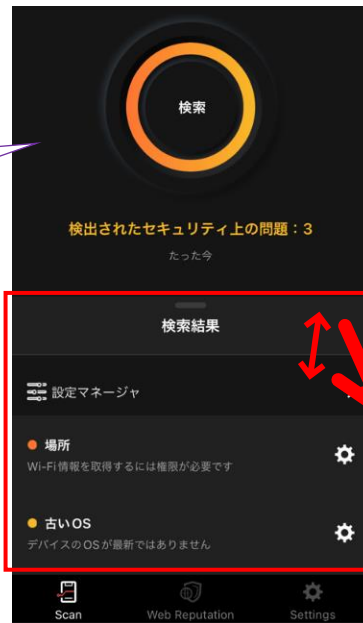 検索
検出されたセキュリティ上の問題：3
たった今
検索結果
設定マネージャ
場所
Wi-Fi情報を取得するには権限が必要です
古いOS
デバイスのOSが最新ではありません
Scan
Web Reputation
Settings